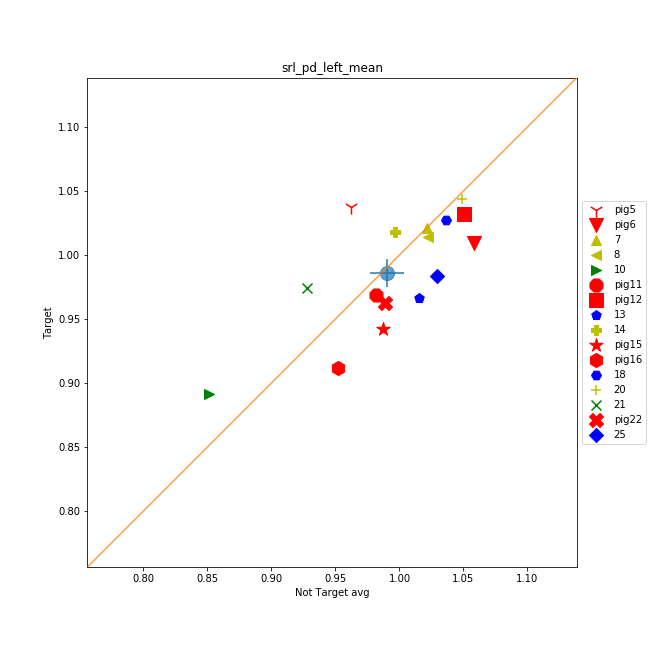 srl_pd_left_mean
Target
1.10
1.05
1.00
0.95
0.90
0.85
0.80
0.80 0.85 0.90 0.95 1.00 1.05 1.10
Not Target avg
pig5
pig6
7
8
10
pig11
pig12
13
14
pig15
pig16
18
20
21
pig22
25